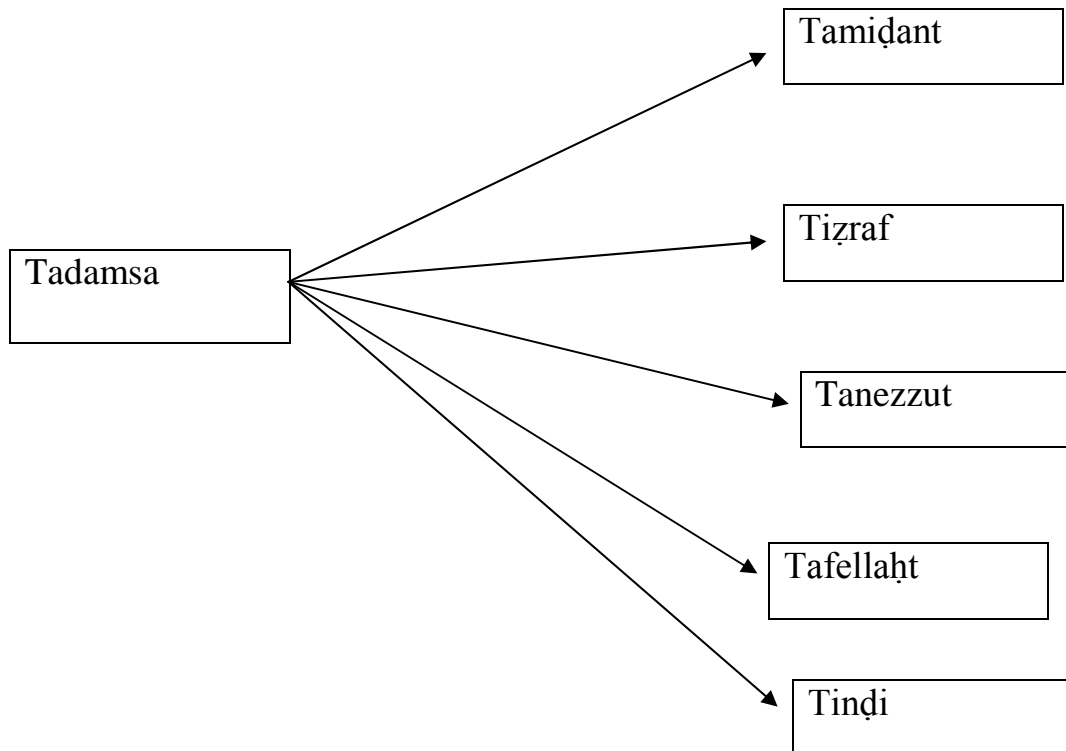 Tamiḍant
Tiẓraf
Tadamsa
Tanezzut
Tafellaḥt
Tinḍi